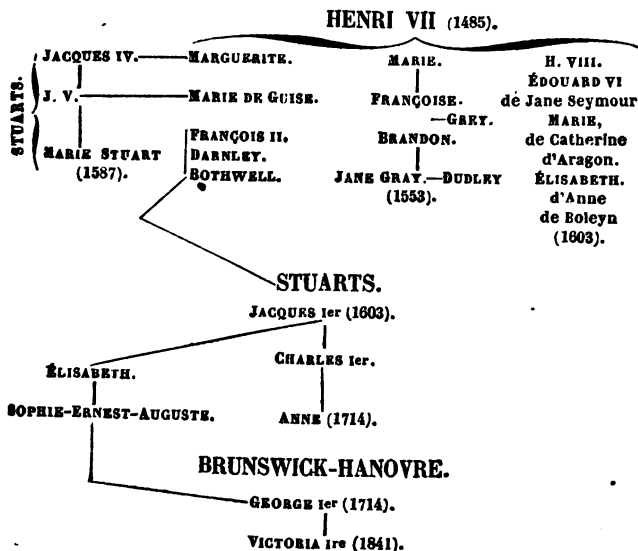 HENRI VII (1485).
STUARTS.
JACQUES IV. — MARGUERITE. MARIE. H. VIII.
ÉDOUARD VI
J. V. — MARIE DE GUISE. FRANÇOISE. de Jane Seymour
—GREY. MARIE,
FRANÇOIS II. BRANDON. de Catherine
MARIE STUART DARNLEY. d'Aragon.
(1587). BOTHWELL. JANE GRAY.—DUDLEY ÉLISABETH.
(1553). d'Anne
de Boleyn
(1603).
STUARTS.
JACQUES Ier (1603).
CHARLES Ier.
ÉLISABETH.
SOPHIE-ERNEST-AUGUSTE. ANNE (1714).
BRUNSWICK-HANOVRE.
GEORGE Ier (1714).
VICTORIA Ire (1841).